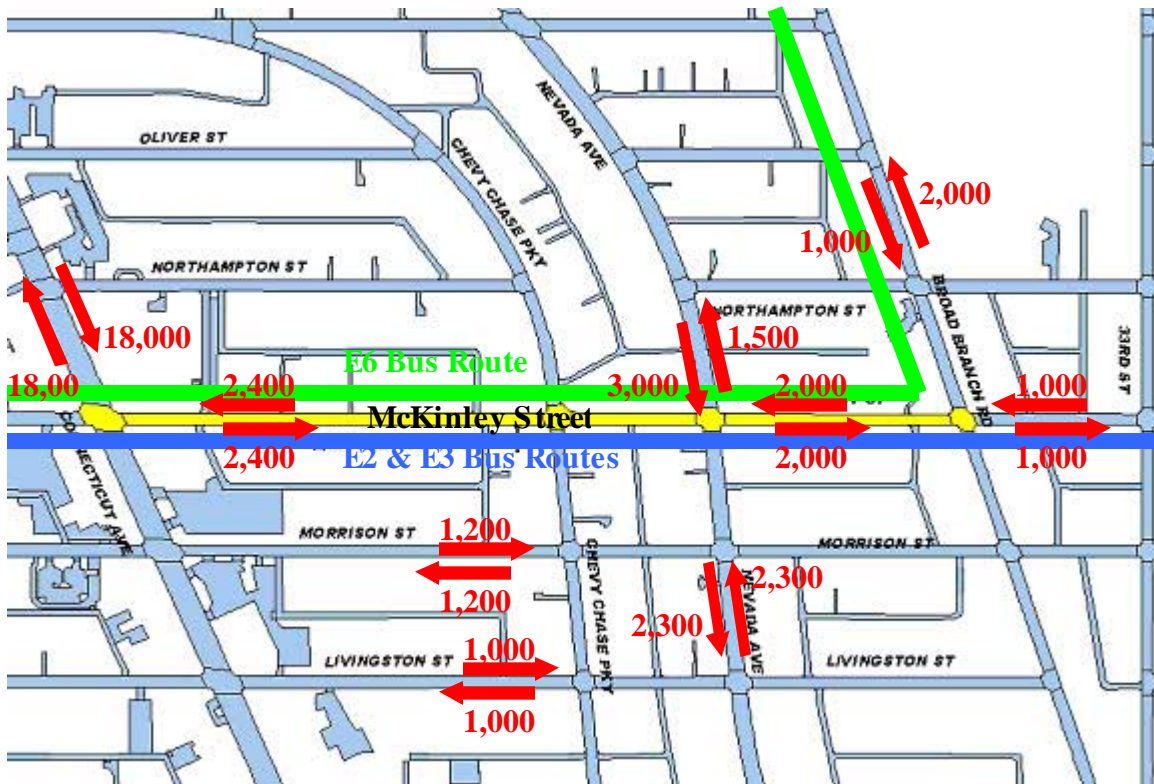 OLIVER ST
NEVADA AVE
CHEVY CHASE PKY
2,000
1,000
NORTHAMPTON ST
BROAD BRANCH RD
NORTHAMPTON ST
18,000
1,500
33RD ST
E6 Bus Route
18,00
2,400
3,000
2,000
1,000
McKinley Street
2,400
E2 & E3 Bus Routes
2,000
1,000
CONNECTICUT AVE
MORRISON ST
1,200
MORRISON ST
CHEVY CHASE PKY
1,200
2,300
2,300
NEVADA AVE
LIVINGSTON ST
1,000
LIVINGSTON ST
1,000